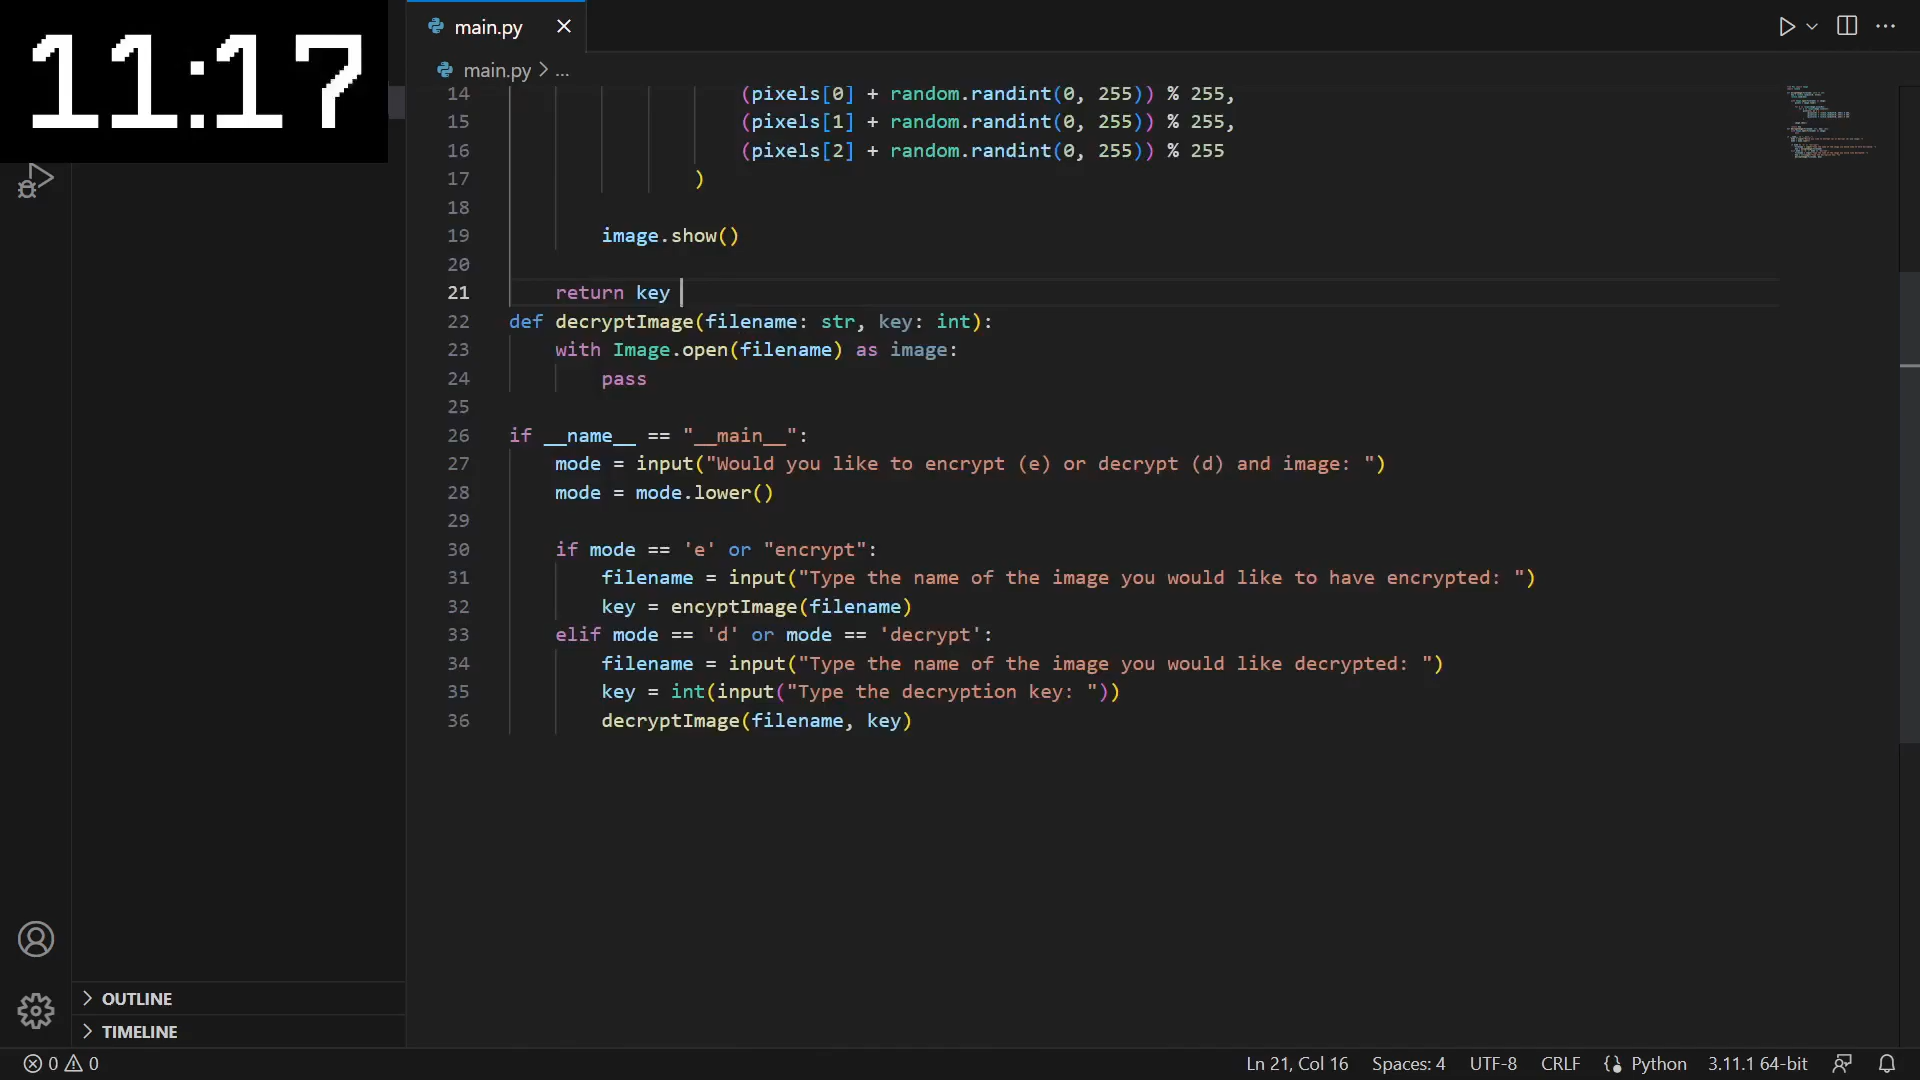 11:17
main.py
main.py > ...
14 (pixels[0] + random.randint(0, 255)) % 255,
15 (pixels[1] + random.randint(0, 255)) % 255,
16 (pixels[2] + random.randint(0, 255)) % 255
17 )
18
19 image.show()
20
21 return key
22 def decryptImage(filename: str, key: int):
23 with Image.open(filename) as image:
24 pass
25
26 if __name__ == "__main__":
27 mode = input("Would you like to encrypt (e) or decrypt (d) and image: ")
28 mode = mode.lower()
29
30 if mode == 'e' or "encrypt":
31 filename = input("Type the name of the image you would like to have encrypted: ")
32 key = encyptImage(filename)
33 elif mode == 'd' or mode == 'decrypt':
34 filename = input("Type the name of the image you would like decrypted: ")
35 key = int(input("Type the decryption key: "))
36 decryptImage(filename, key)
OUTLINE
TIMELINE
0 0 Ln 21, Col 16 Spaces: 4 UTF-8 CRLF Python 3.11.1 64-bit